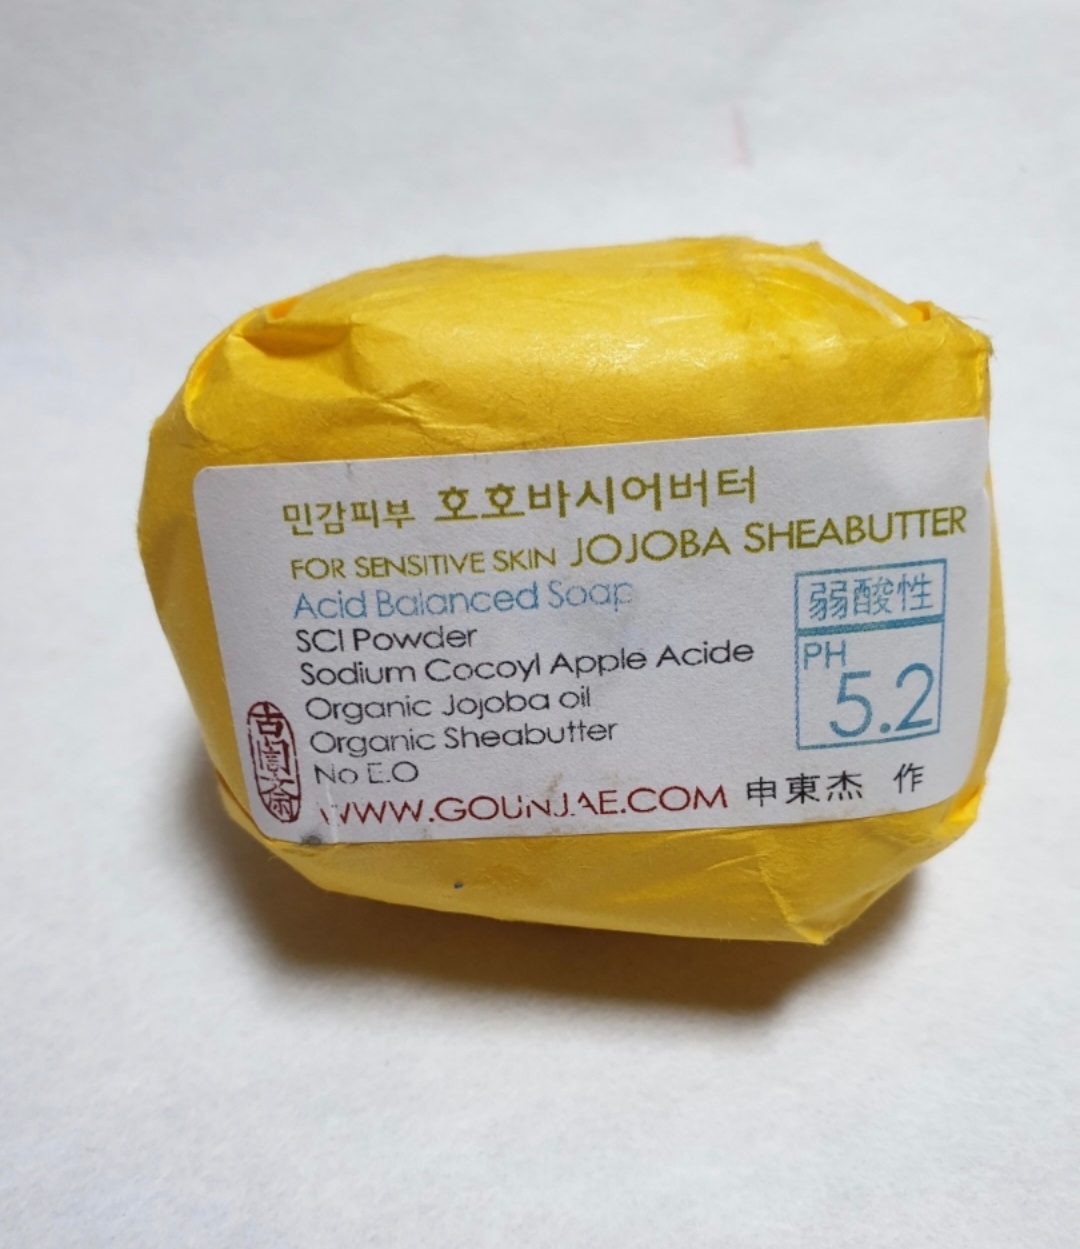 민감피부 호호바시어버터
FOR SENSITIVE SKIN JOJOBA SHEABUTTER
Acid Balanced Soap
弱酸性
SCI Powder
PH
Sodium Cocoyl Apple Acide
5.2
Organic Jojoba oil
Organic Sheabutter
No E.O
WWW.GOUNJAE.COM 申東杰 作